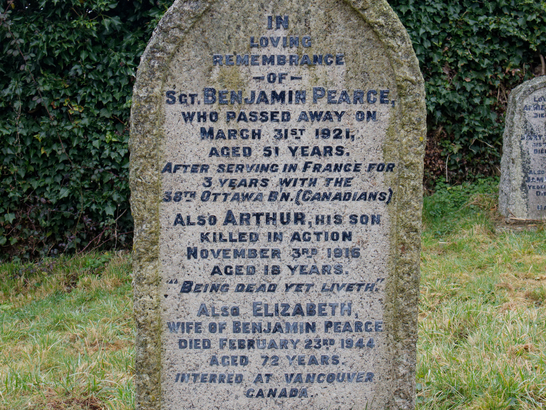 IN
LOVING
REMEMBRANCE
— OF —
SGT. BENJAMIN PEARCE,
WHO PASSED AWAY ON
MARCH 31ST 1921,
AGED 51 YEARS.
AFTER SERVING IN FRANCE FOR
3 YEARS WITH THE
38TH OTTAWA BN. (CANADIANS)
ALSO ARTHUR, HIS SON
KILLED IN ACTION
NOVEMBER 3RD 1916
AGED 18 YEARS.
"BEING DEAD YET LIVETH."
ALSO ELIZABETH,
WIFE OF BENJAMIN PEARCE
DIED FEBRUARY 23RD 1944
AGED 72 YEARS.
INTERRED AT VANCOUVER
CANADA.